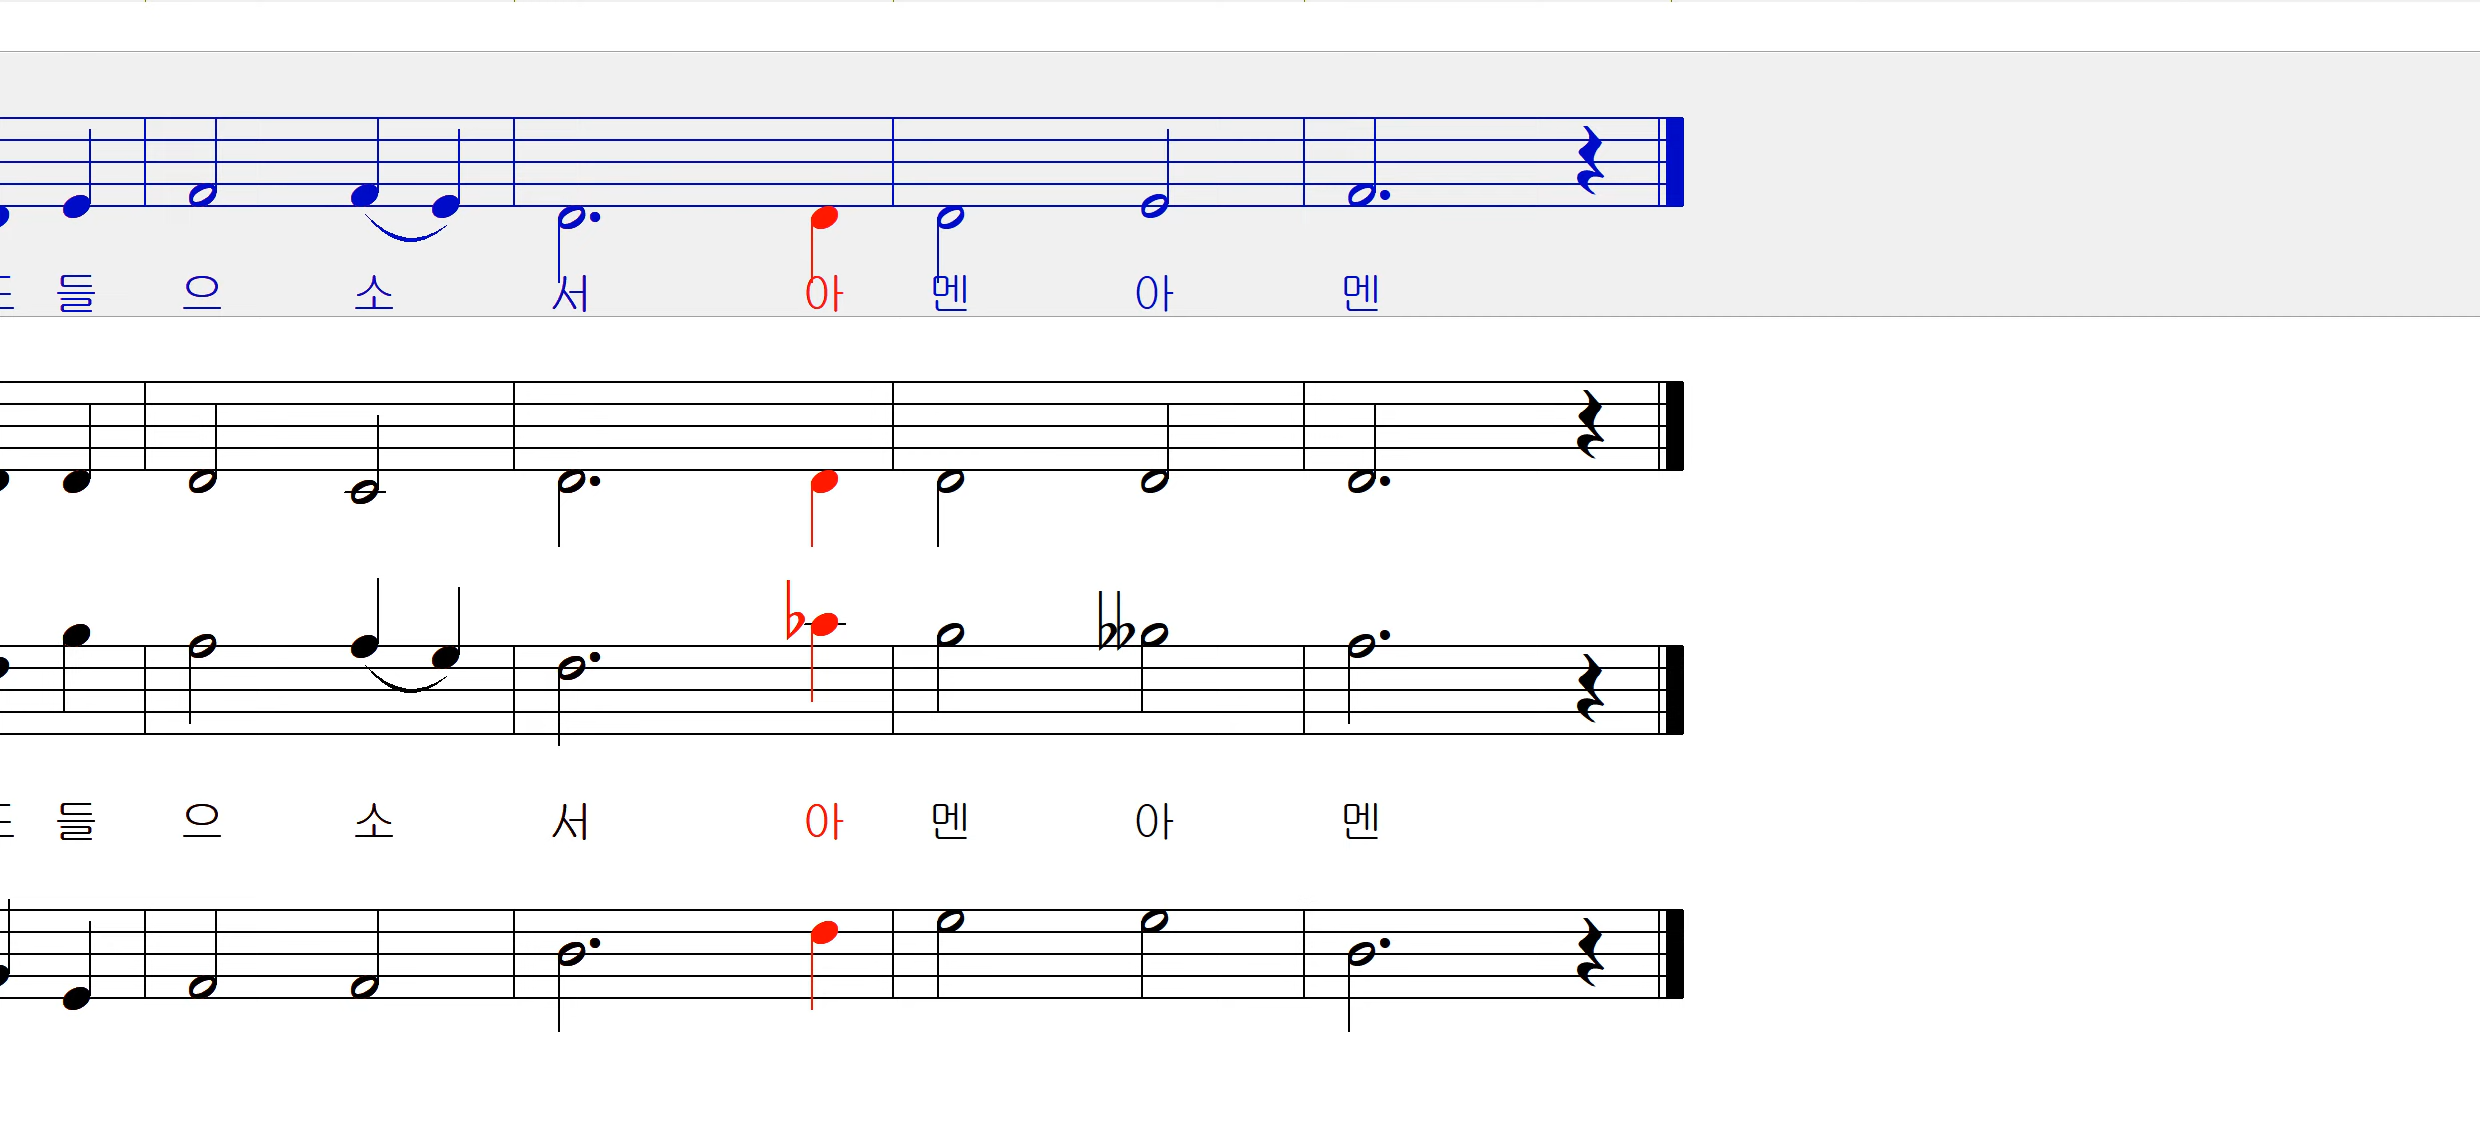 들 으 소 서 아 멘 아 멘
들 으 소 서 아 멘 아 멘